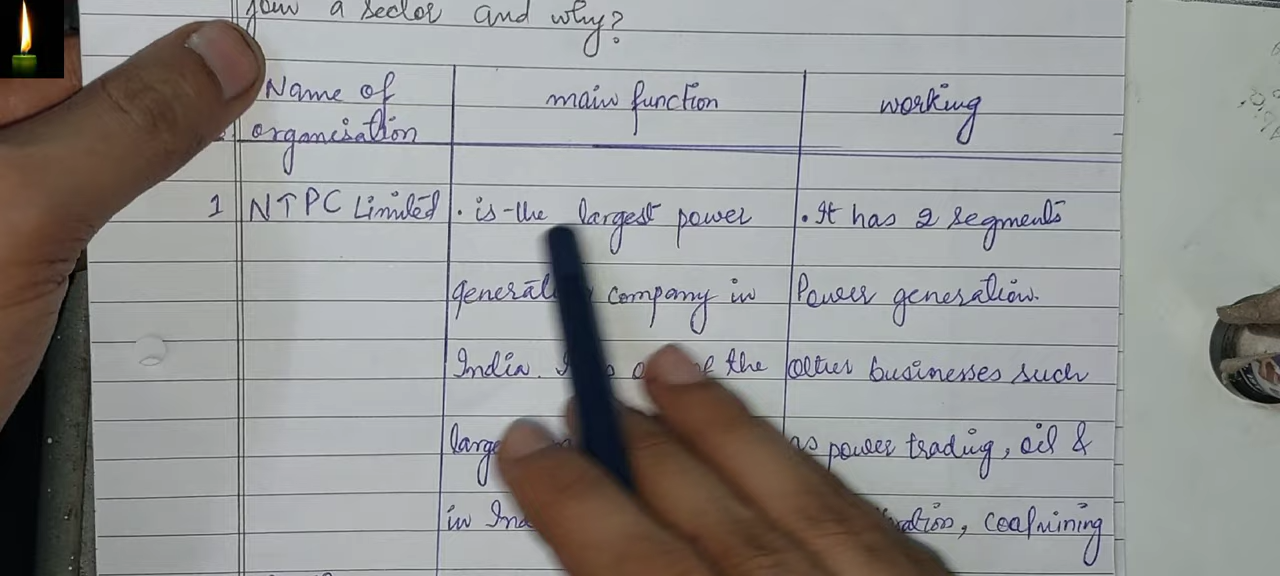 your a sector and why?
Name of main function working
organisation
1 NTPC Limited . is the largest power . It has 2 segments
company in Power generation.
India. the other businesses such
as power trading, oil &
in coalmining